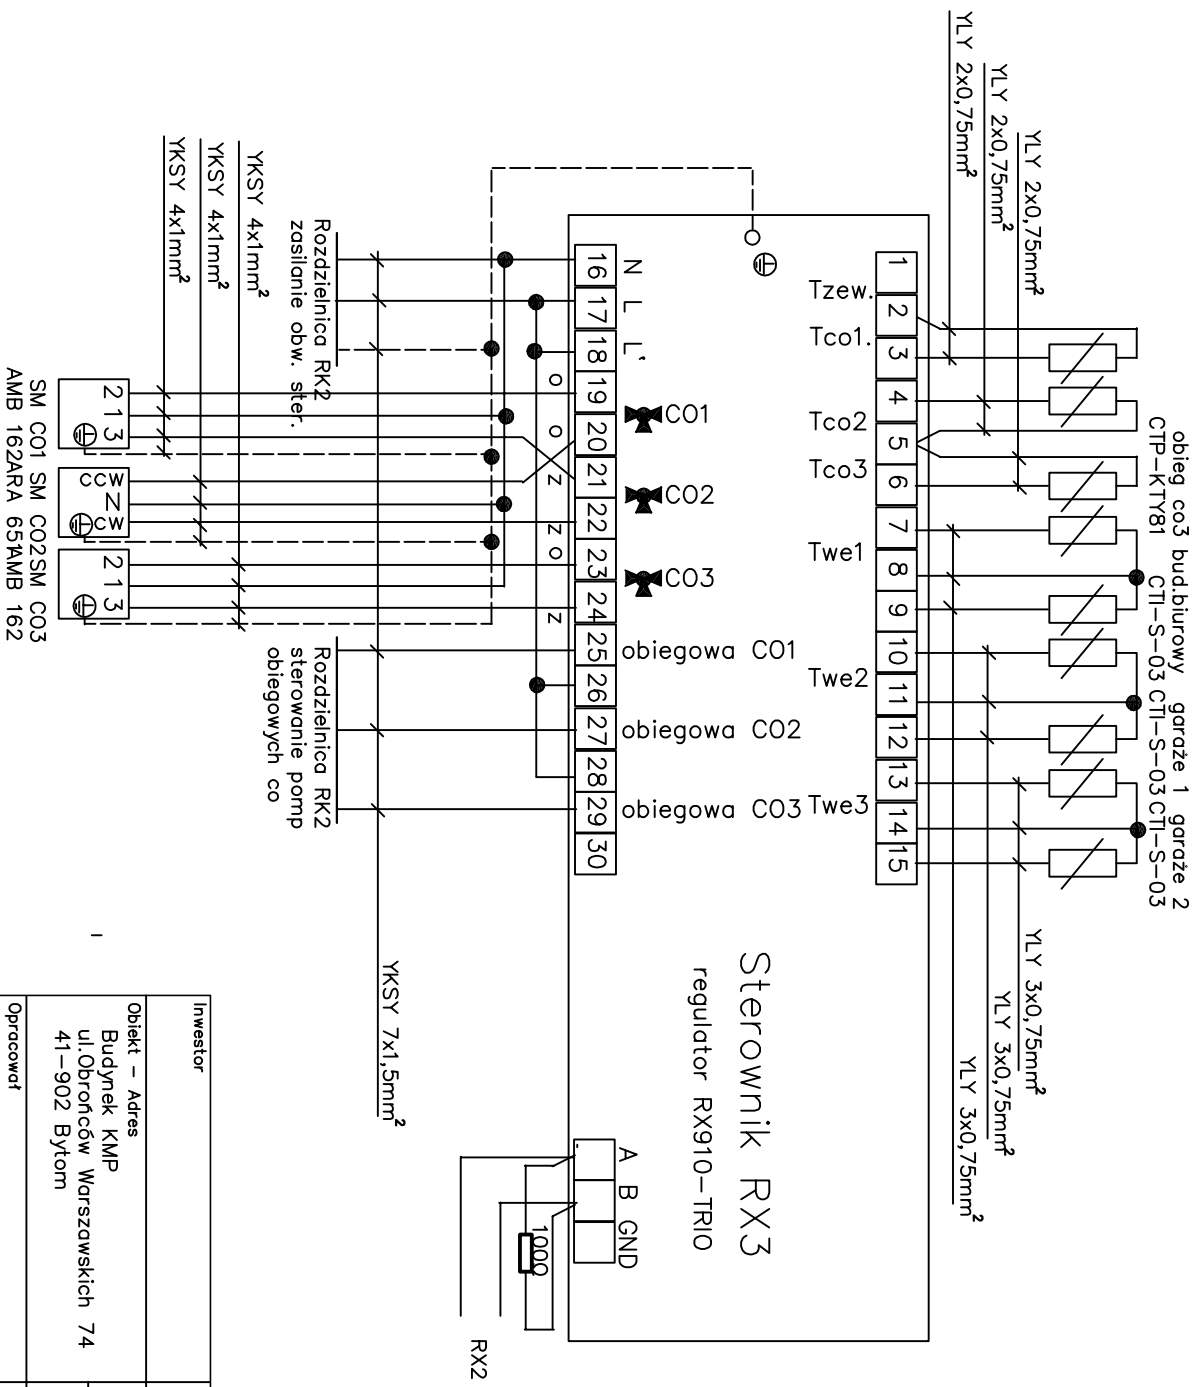 YLY 2x0,75mm²
YLY 2x0,75mm²
YLY 2x0,75mm²
obieg co3 bud.biurowy garaże 1 garaże 2
CTP-KTY81 CTI-S-03 CTI-S-03 CTI-S-03
1
2
3
4
5
6
7
8
9
10
11
12
13
14
15
Tzew.
Tco1.
Tco2
Tco3
Twe1
Twe2
Twe3
YLY 3x0,75mm²
YLY 3x0,75mm²
YLY 3x0,75mm²
Sterownik RX3
regulator RX910-TRIO
CO1
CO2
CO3
obiegowa CO1
obiegowa CO2
obiegowa CO3
N
L
L'
16
17
18
19
20
21
22
23
24
25
26
27
28
29
30
O
O
Z
Z
O
Z
A
B
GND
100Ω
RX2
Rozdzielnica RK2
zasilanie obw. ster.
Rozdzielnica RK2
sterowanie pomp
obiegowych co
YKSY 7x1,5mm²
YKSY 4x1mm²
YKSY 4x1mm²
YKSY 4x1mm²
2 1 3
CCW N CW
2 1 3
SM CO1 SM CO2 SM CO3
AMB 162 ARA 651 AMB 162
Inwestor
Obiekt - Adres
Budynek KMP
ul.Obrońców Warszawskich 74
41-902 Bytom
Opracował